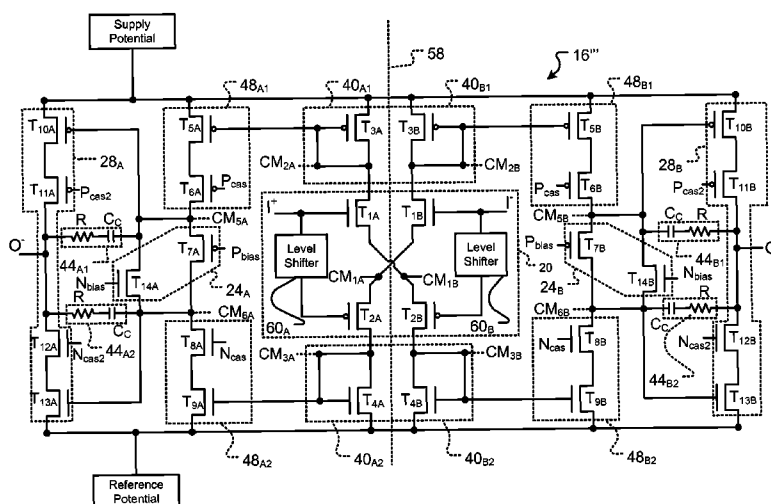 Supply Potential
58
16'''
48A1
40A1
40B1
48B1
T10A
T5A
T3A
T3B
T5B
T10B
28A
CM2A
CM2B
28B
T11A
Pcas2
T6A
Pcas
I+
I-
Pcas
T6B
Pcas2
T11B
CM5A
T1A
T1B
CM5B
R
CC
CC
R
O-
T7A
Pbias
Level Shifter
CM1A
CM1B
Level Shifter
20
Pbias
T7B
44A1
Nbias
T14A
24A
24B
T14B
Nbias
44B1
R
CC
CM6A
60A
T2A
T2B
60B
CM6B
CC
R
T12A
Ncas2
44A2
T8A
Ncas
CM3A
CM3B
Ncas
T8B
44B2
Ncas2
T12B
T13A
T9A
T4A
T4B
T9B
T13B
48A2
40A2
40B2
48B2
Reference Potential